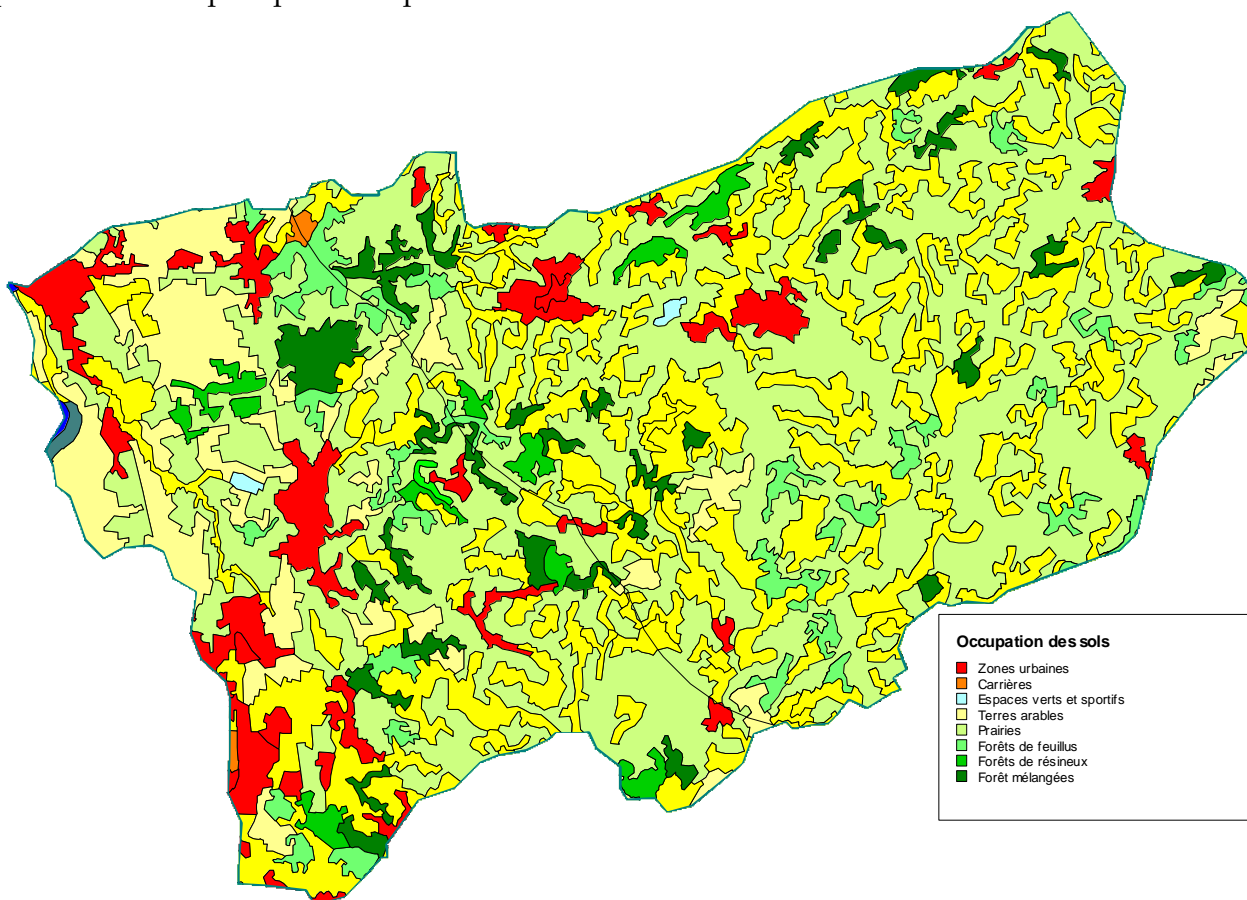 Occupation des sols
Zones urbaines
Carrières
Espaces verts et sportifs
Terres arables
Prairies
Forêts de feuillus
Forêts de résineux
Forêt mélangées